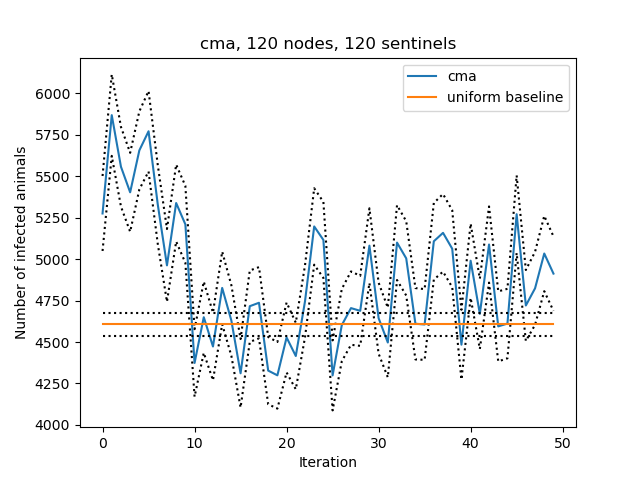 cma, 120 nodes, 120 sentinels
cma
uniform baseline
6000
5750
5500
5250
5000
4750
4500
4250
4000
Number of infected animals
0 10 20 30 40 50
Iteration